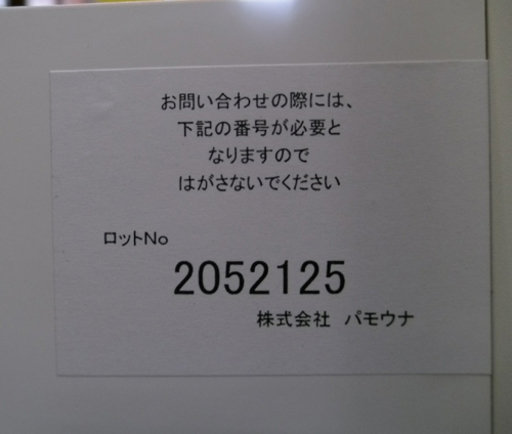 お問い合わせの際には、
下記の番号が必要と
なりますので
はがさないでください
ロットNo
2052125
株式会社 パモウナ